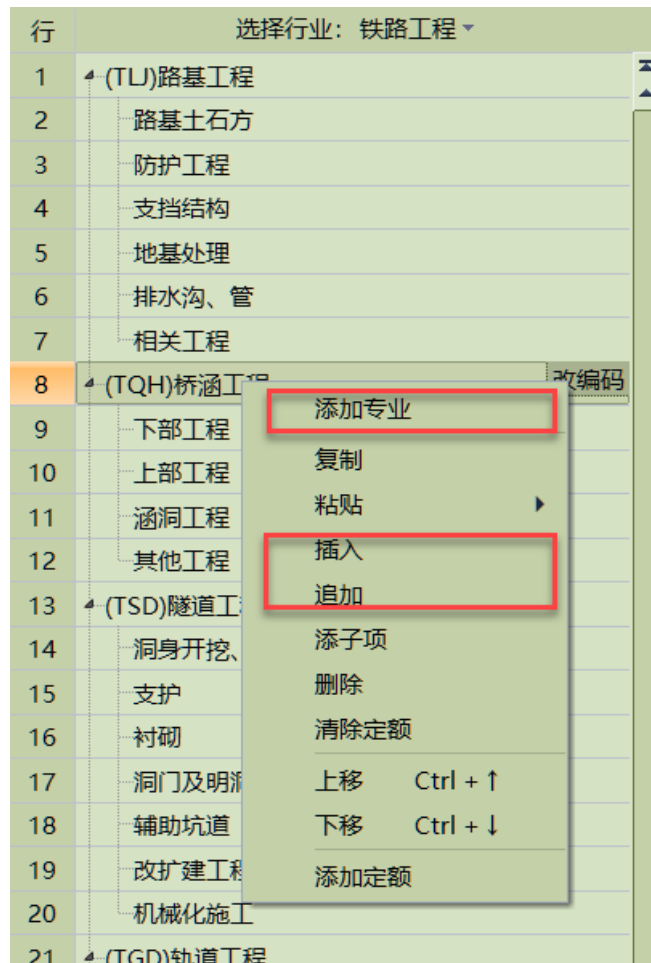 行 选择行业：铁路工程
1 (TLJ)路基工程
2 路基土石方
3 防护工程
4 支挡结构
5 地基处理
6 排水沟、管
7 相关工程
8 (TQH)桥涵工程 改编码
9 下部工程
10 上部工程
11 涵洞工程
12 其他工程
13 (TSD)隧道工
14 洞身开挖、
15 支护
16 衬砌
17 洞门及明洞
18 辅助坑道
19 改扩建工程
20 机械化施工
21 (TGD)轨道工程
添加专业
复制
粘贴
插入
追加
添子项
删除
清除定额
上移 Ctrl + ↑
下移 Ctrl + ↓
添加定额